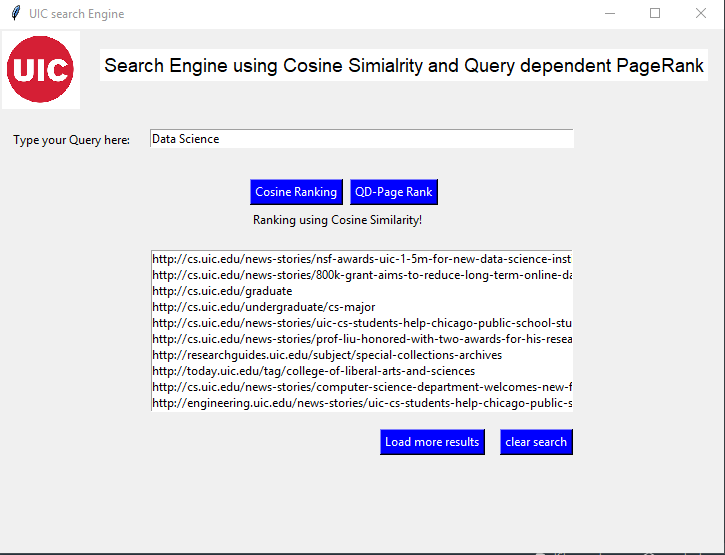 UIC search Engine
UIC
Search Engine using Cosine Simialrity and Query dependent PageRank
Type your Query here:
Data Science
Cosine Ranking
QD-Page Rank
Ranking using Cosine Similarity!
http://cs.uic.edu/news-stories/nsf-awards-uic-1-5m-for-new-data-science-inst
http://cs.uic.edu/news-stories/800k-grant-aims-to-reduce-long-term-online-da
http://cs.uic.edu/graduate
http://cs.uic.edu/undergraduate/cs-major
http://cs.uic.edu/news-stories/uic-cs-students-help-chicago-public-school-stu
http://cs.uic.edu/news-stories/prof-liu-honored-with-two-awards-for-his-resea
http://researchguides.uic.edu/subject/special-collections-archives
http://today.uic.edu/tag/college-of-liberal-arts-and-sciences
http://cs.uic.edu/news-stories/computer-science-department-welcomes-new-f
http://engineering.uic.edu/news-stories/uic-cs-students-help-chicago-public-s
Load more results
clear search